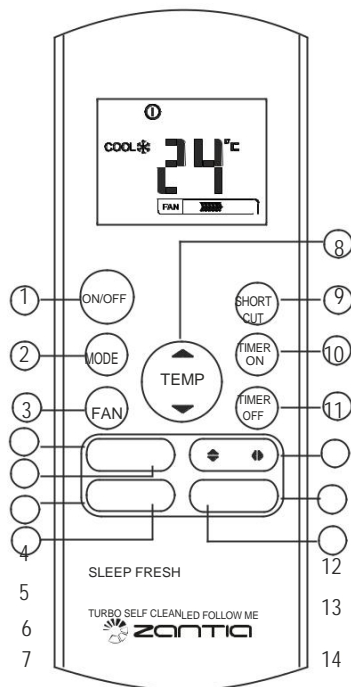 COOL 24°C
FAN
8
1 ON/OFF SHORT CUT 9
2 MODE TEMP TIMER ON 10
3 FAN TIMER OFF 11
4 12
SLEEP FRESH
5 13
TURBO SELF CLEAN LED FOLLOW ME
6 ZANTIA
7 14